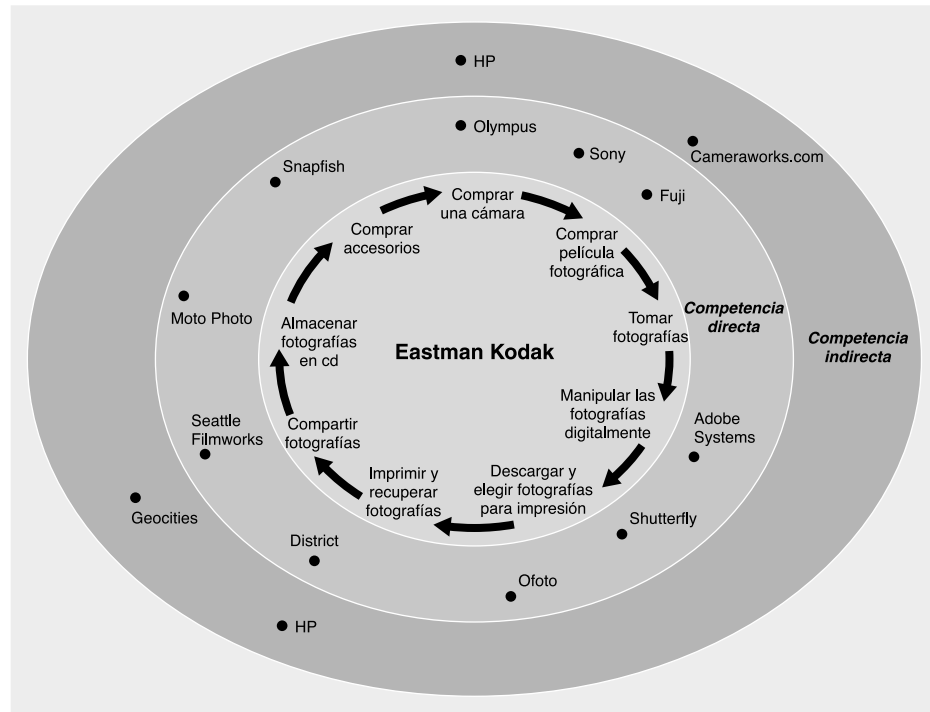 HP
Olympus
Sony
Cameraworks.com
Snapfish
Fuji
Comprar
una cámara
Comprar
accesorios
Comprar
película
fotográfica
Moto Photo
Almacenar
fotografías
en cd
Tomar
fotografías
Competencia
directa
Competencia
indirecta
Eastman Kodak
Manipular las
fotografías
digitalmente
Adobe
Systems
Seattle
Filmworks
Compartir
fotografías
Imprimir y
recuperar
fotografías
Descargar y
elegir fotografías
para impresión
Geocities
Shutterfly
District
Ofoto
HP